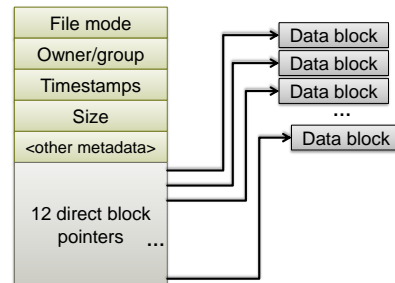 File mode
Owner/group
Timestamps
Size
<other metadata>
12 direct block
pointers ...
Data block
Data block
Data block
...
Data block